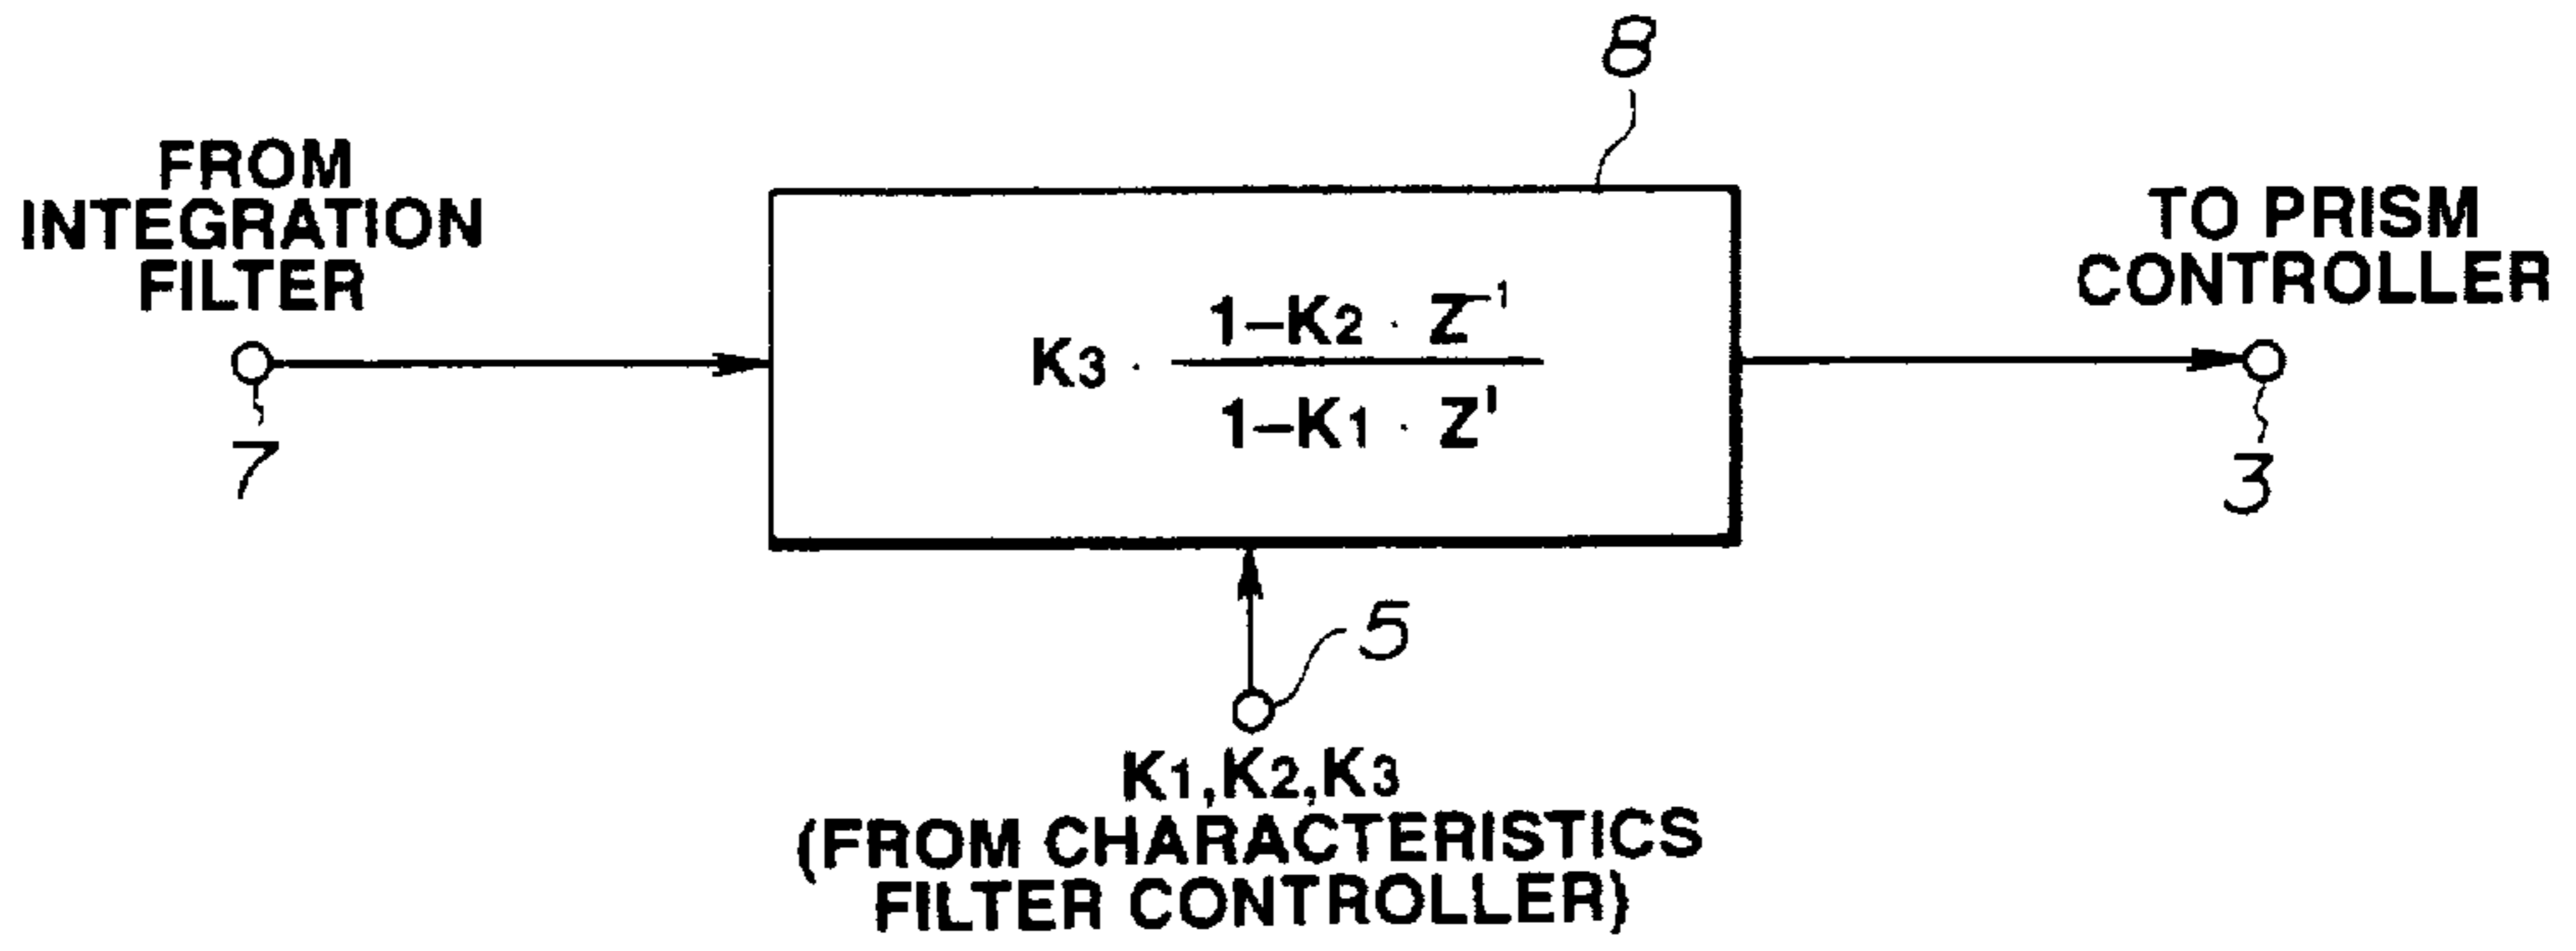 8
FROM
INTEGRATION
FILTER
TO PRISM
CONTROLLER
K3 · 1–K2 · Z⁻¹
1–K1 · Z¹
7
3
5
K1,K2,K3
(FROM CHARACTERISTICS
FILTER CONTROLLER)